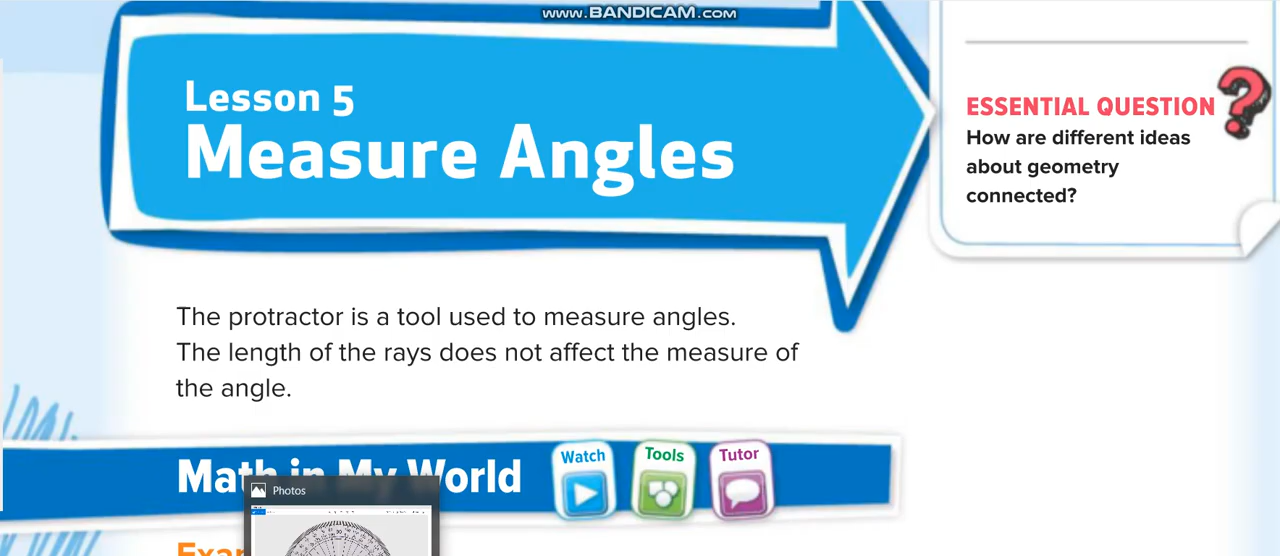 www.BANDICAM.com
Lesson 5
Measure Angles
ESSENTIAL QUESTION
How are different ideas
about geometry
connected?
The protractor is a tool used to measure angles.
The length of the rays does not affect the measure of
the angle.
Math in My World
Watch
Tools
Tutor
Photos